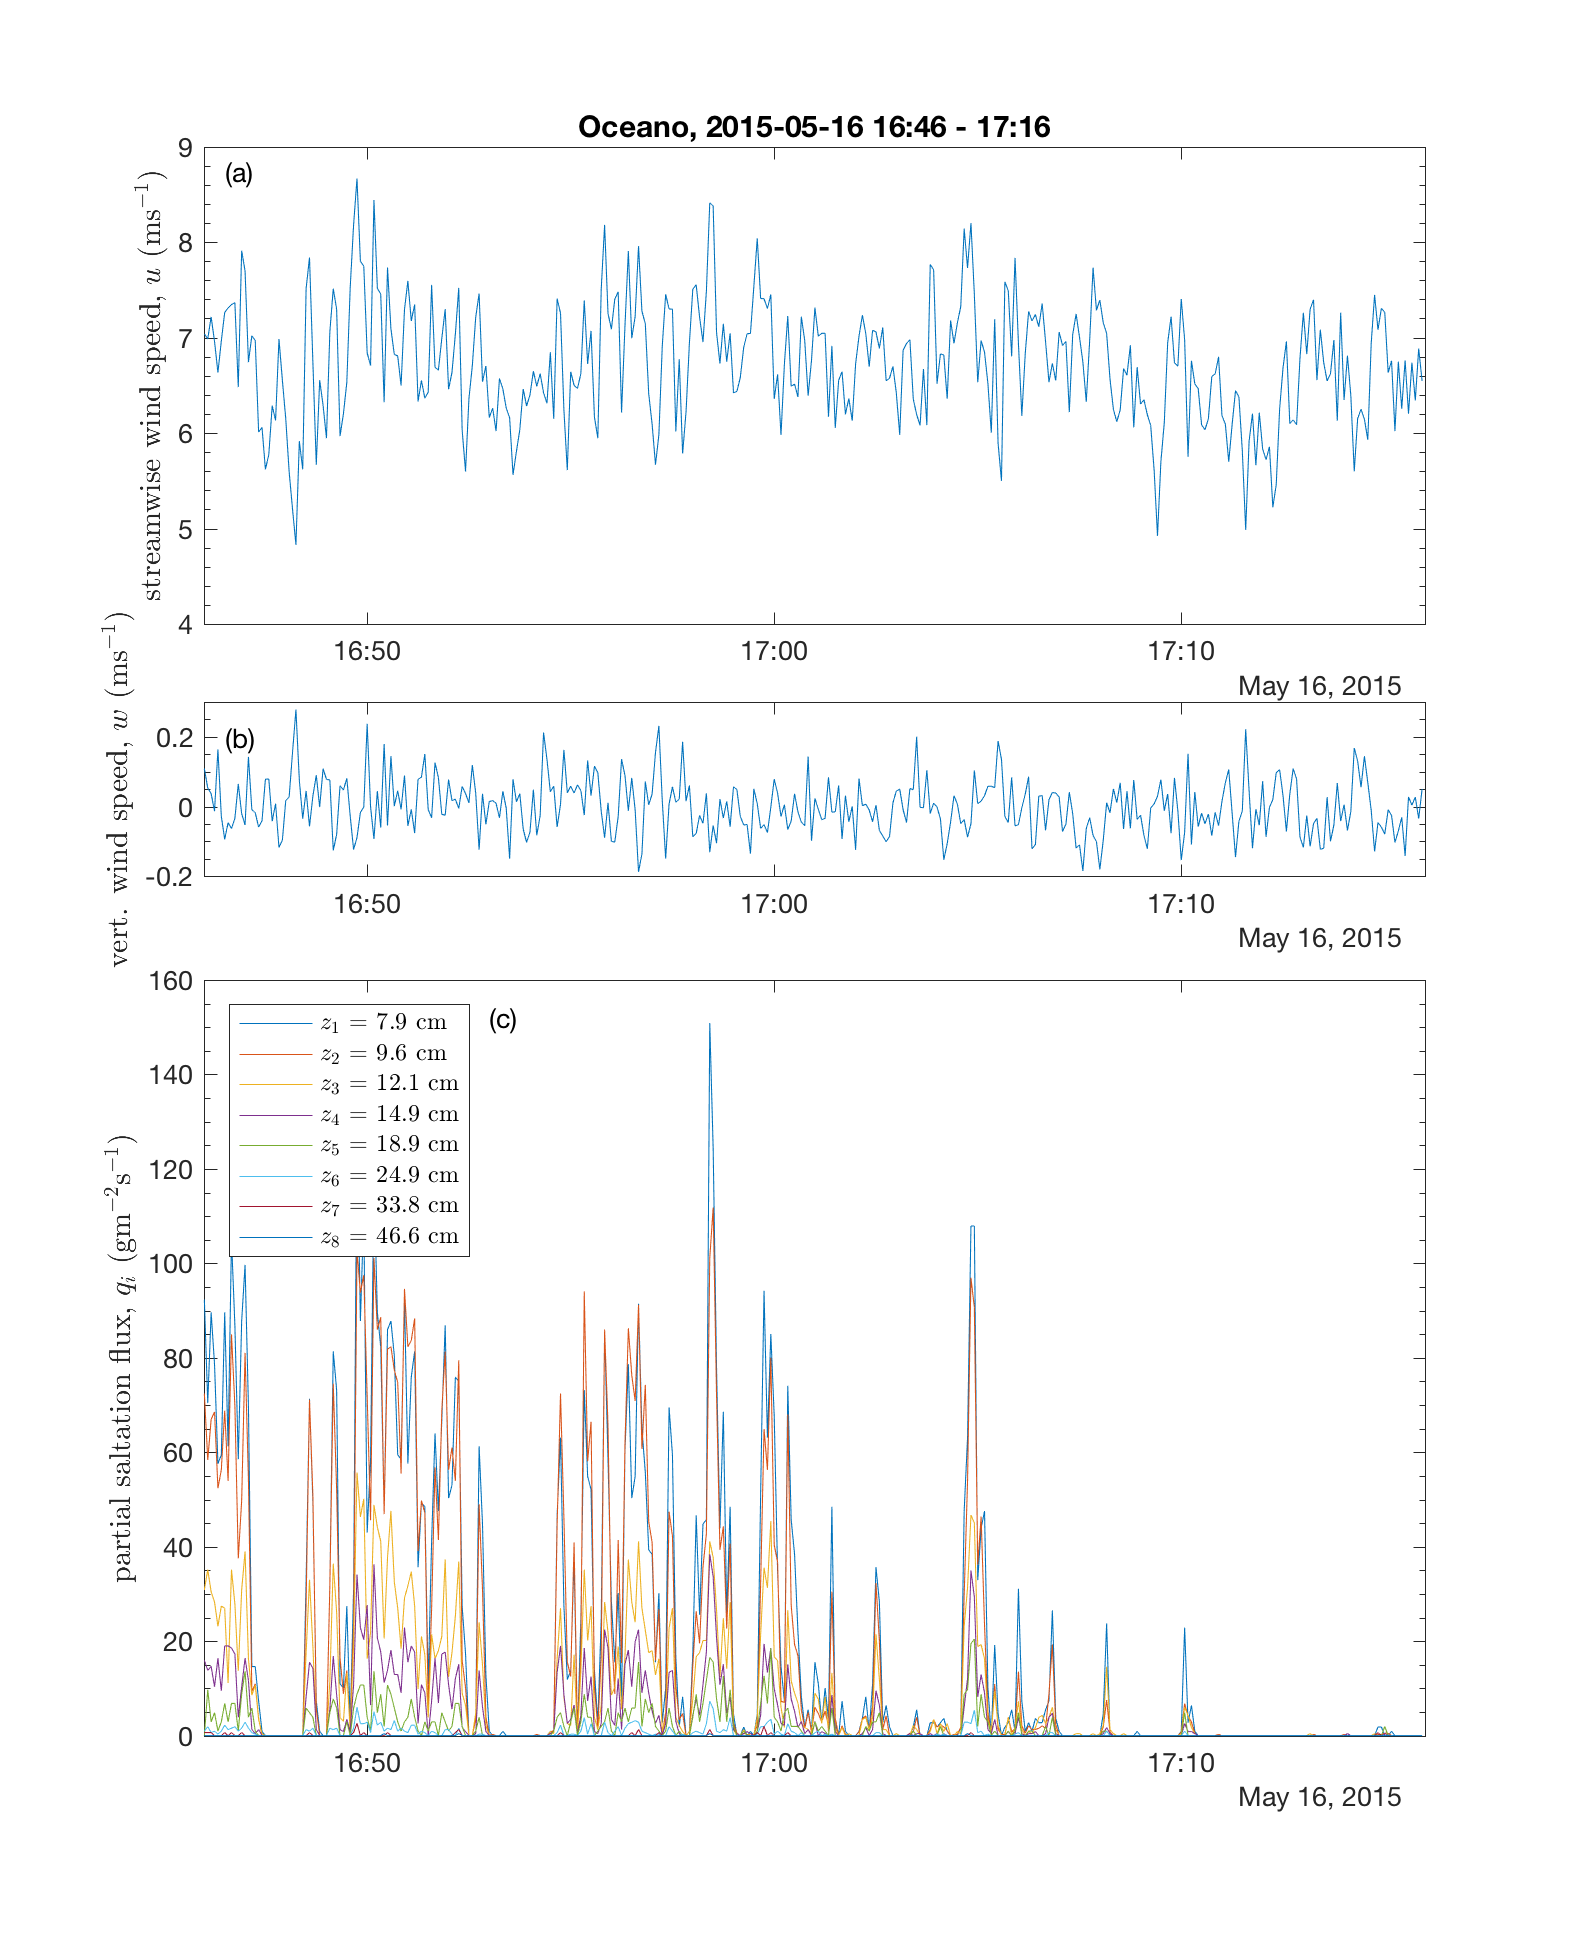 Oceano, 2015-05-16 16:46 - 17:16
(a)
streamwise wind speed, u (ms⁻¹)
9
8
7
6
5
4
16:50 17:00 17:10
May 16, 2015
(b)
vert. wind speed, w (ms⁻¹)
0.2
0
-0.2
16:50 17:00 17:10
May 16, 2015
(c)
partial saltation flux, qᵢ (gm⁻²s⁻¹)
160
140
120
100
80
60
40
20
0
z₁ = 7.9 cm
z₂ = 9.6 cm
z₃ = 12.1 cm
z₄ = 14.9 cm
z₅ = 18.9 cm
z₆ = 24.9 cm
z₇ = 33.8 cm
z₈ = 46.6 cm
16:50 17:00 17:10
May 16, 2015